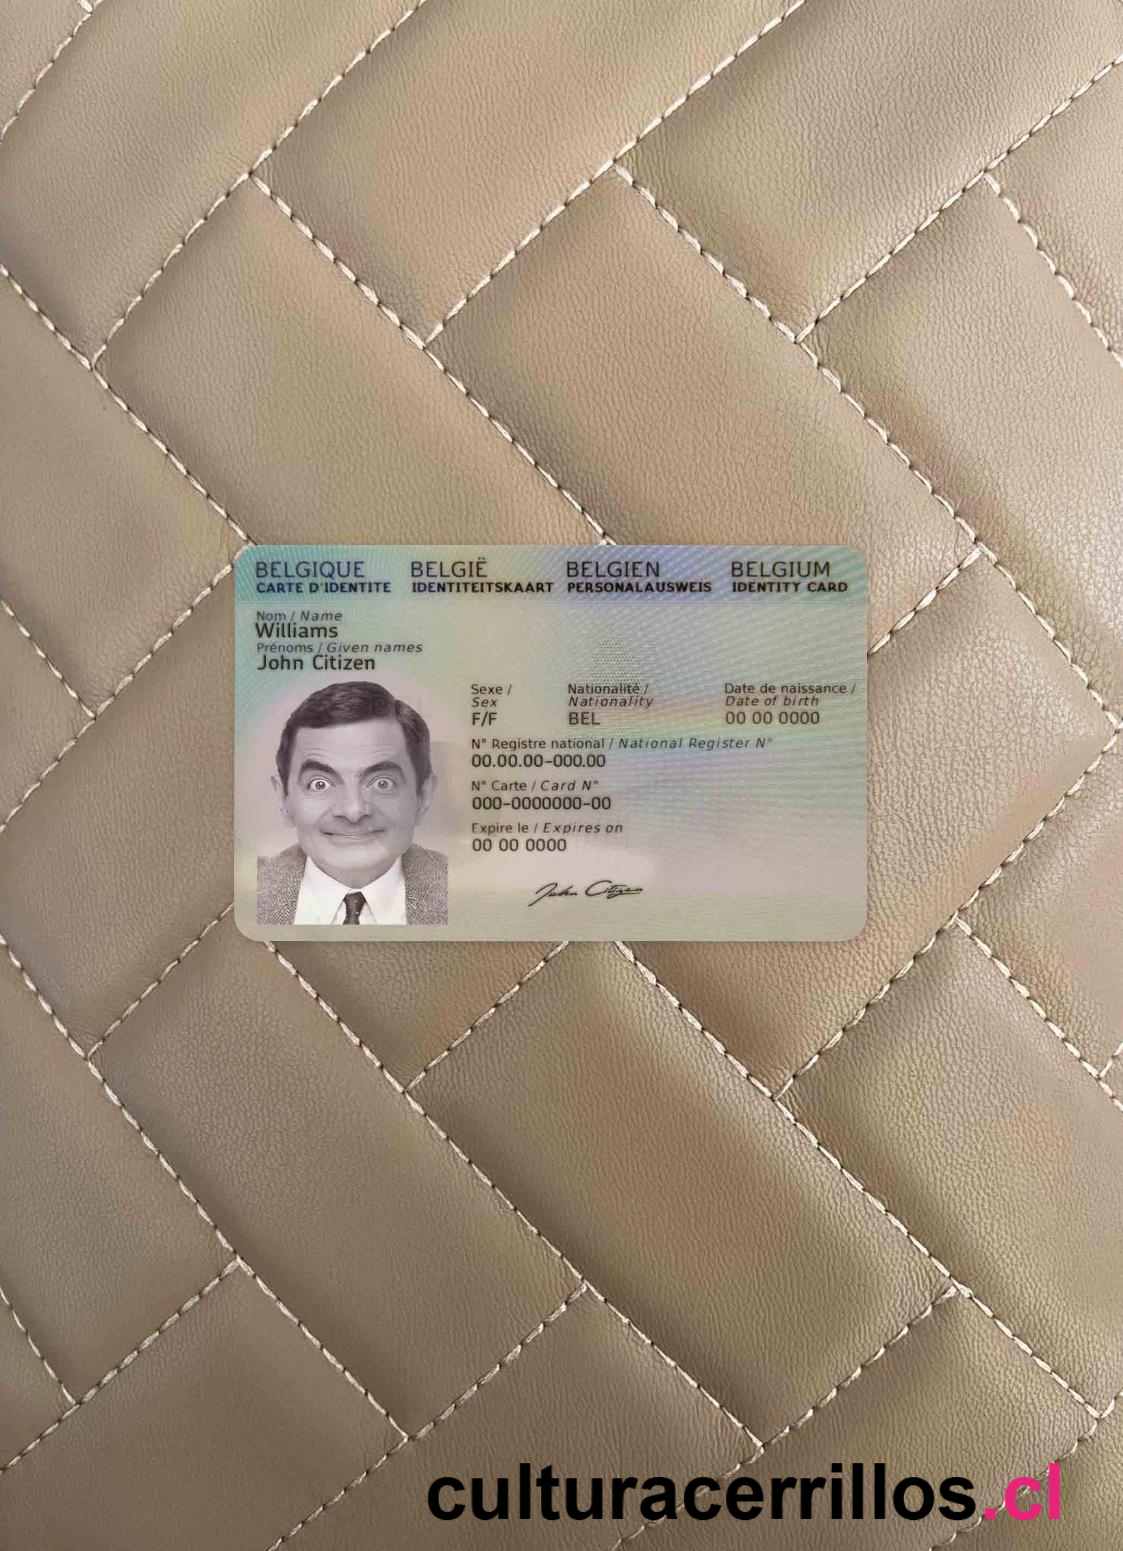 BELGIQUE BELGIË BELGIEN BELGIUM
CARTE D'IDENTITE IDENTITEITSKAART PERSONALAUSWEIS IDENTITY CARD
Nom / Name
Williams
Prénoms / Given names
John Citizen
Sexe / Nationalité / Date de naissance /
Sex Nationality Date of birth
F/F BEL 00 00 0000
N° Registre national / National Register N°
00.00.00-000.00
N° Carte / Card N°
000-0000000-00
Expire le / Expires on
00 00 0000
John Citizen
culturacerrillos.cl